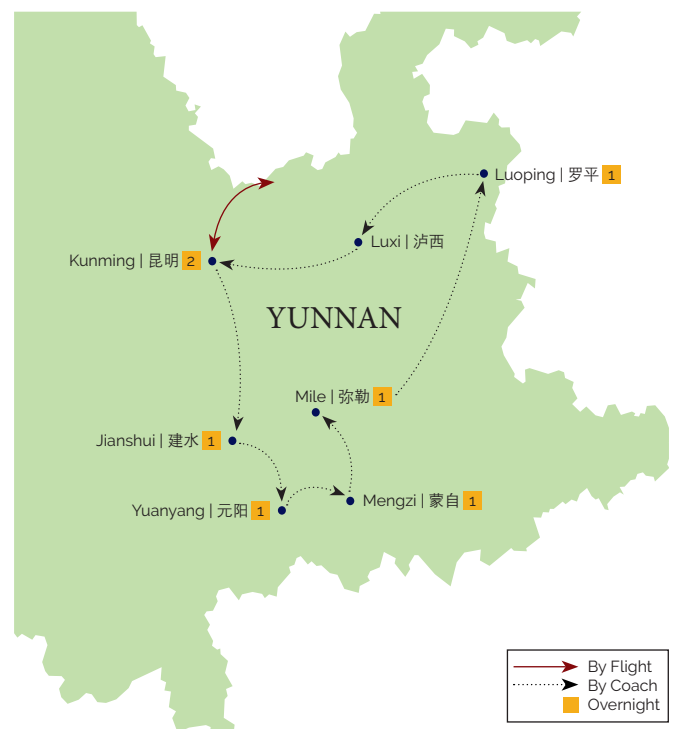 Luoping | 罗平 1
Luxi | 泸西
Kunming | 昆明 2
YUNNAN
Mile | 弥勒 1
Jianshui | 建水 1
Mengzi | 蒙自 1
Yuanyang | 元阳 1
By Flight
By Coach
Overnight